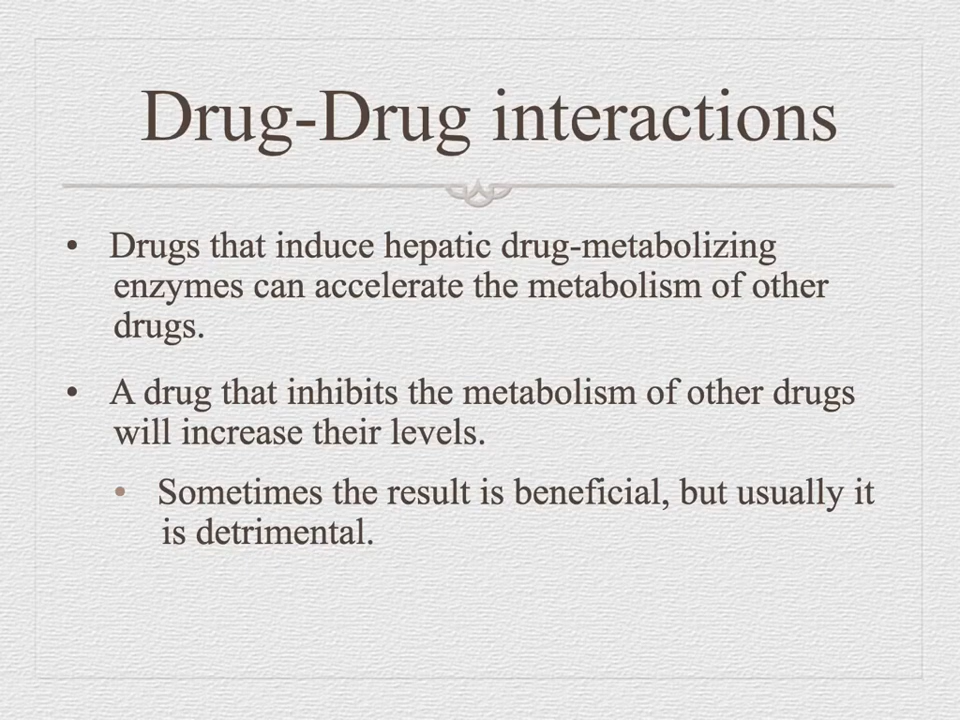 Drug-Drug interactions
• Drugs that induce hepatic drug-metabolizing
enzymes can accelerate the metabolism of other
drugs.
• A drug that inhibits the metabolism of other drugs
will increase their levels.
• Sometimes the result is beneficial, but usually it
is detrimental.